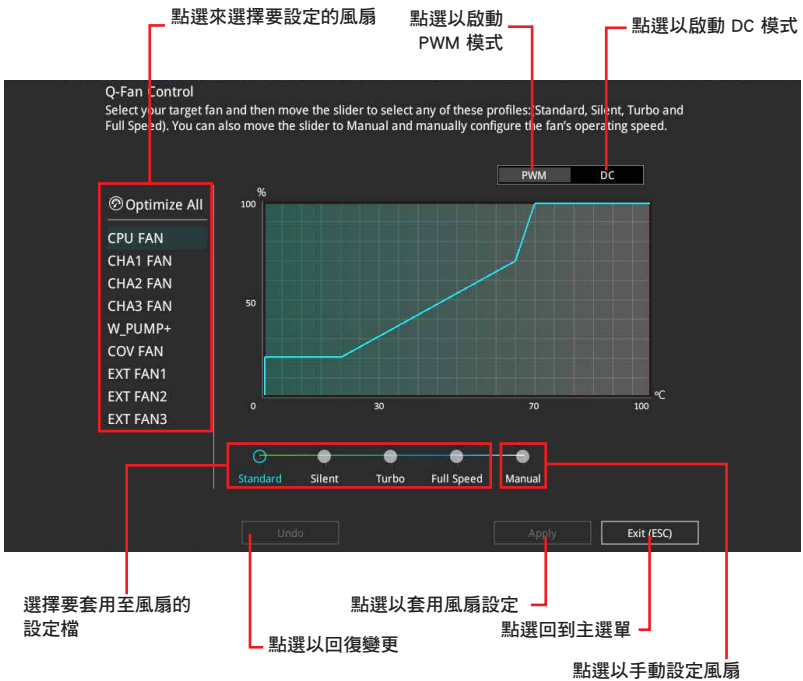 點選來選擇要設定的風扇
點選以啟動
PWM 模式
點選以啟動 DC 模式
Q-Fan Control
Select your target fan and then move the slider to select any of these profiles:(Standard, Silent, Turbo and
Full Speed). You can also move the slider to Manual and manually configure the fan's operating speed.
PWM
DC
Optimize All
CPU FAN
CHA1 FAN
CHA2 FAN
CHA3 FAN
W_PUMP+
COV FAN
EXT FAN1
EXT FAN2
EXT FAN3
%
100
50
0
30
70
100
ºC
Standard
Silent
Turbo
Full Speed
Manual
Undo
Apply
Exit (ESC)
選擇要套用至風扇的
設定檔
點選以回復變更
點選以套用風扇設定
點選回到主選單
點選以手動設定風扇